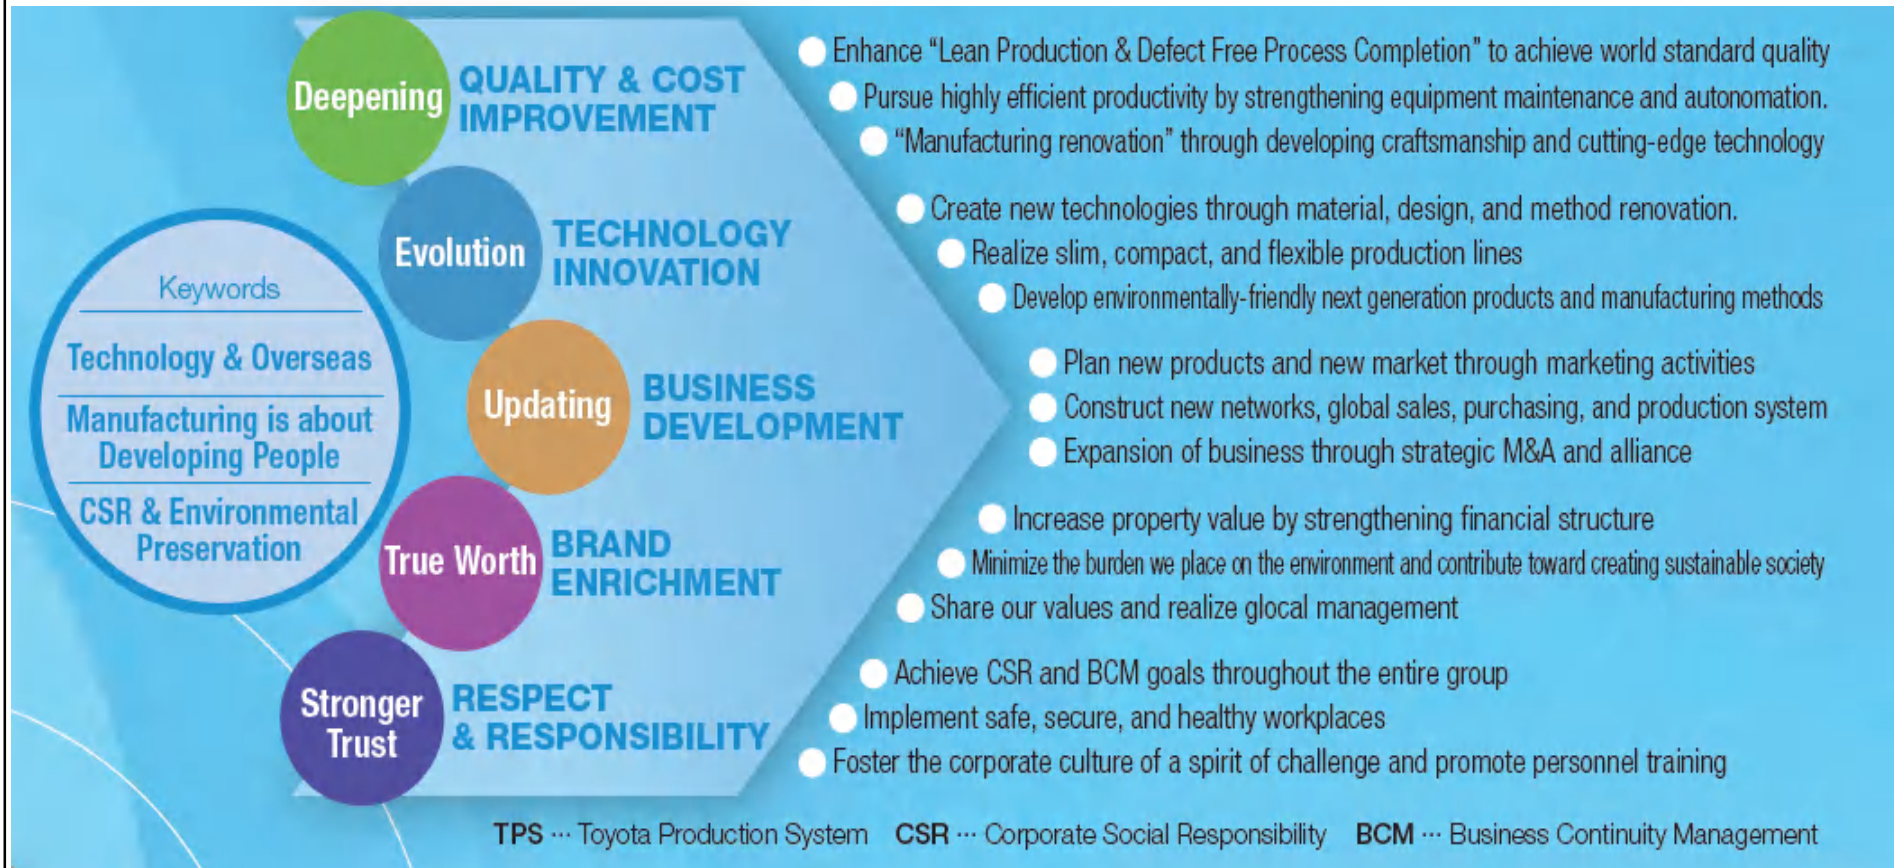 Deepening
QUALITY & COST
IMPROVEMENT
Enhance “Lean Production & Defect Free Process Completion” to achieve world standard quality
Pursue highly efficient productivity by strengthening equipment maintenance and autonomation.
“Manufacturing renovation” through developing craftsmanship and cutting-edge technology
Evolution
TECHNOLOGY
INNOVATION
Create new technologies through material, design, and method renovation.
Realize slim, compact, and flexible production lines
Develop environmentally-friendly next generation products and manufacturing methods
Keywords
Technology & Overseas
Manufacturing is about
Developing People
CSR & Environmental
Preservation
Updating
BUSINESS
DEVELOPMENT
Plan new products and new market through marketing activities
Construct new networks, global sales, purchasing, and production system
Expansion of business through strategic M&A and alliance
True Worth
BRAND
ENRICHMENT
Increase property value by strengthening financial structure
Minimize the burden we place on the environment and contribute toward creating sustainable society
Share our values and realize glocal management
Stronger
Trust
RESPECT
& RESPONSIBILITY
Achieve CSR and BCM goals throughout the entire group
Implement safe, secure, and healthy workplaces
Foster the corporate culture of a spirit of challenge and promote personnel training
TPS ··· Toyota Production System CSR ··· Corporate Social Responsibility BCM ··· Business Continuity Management